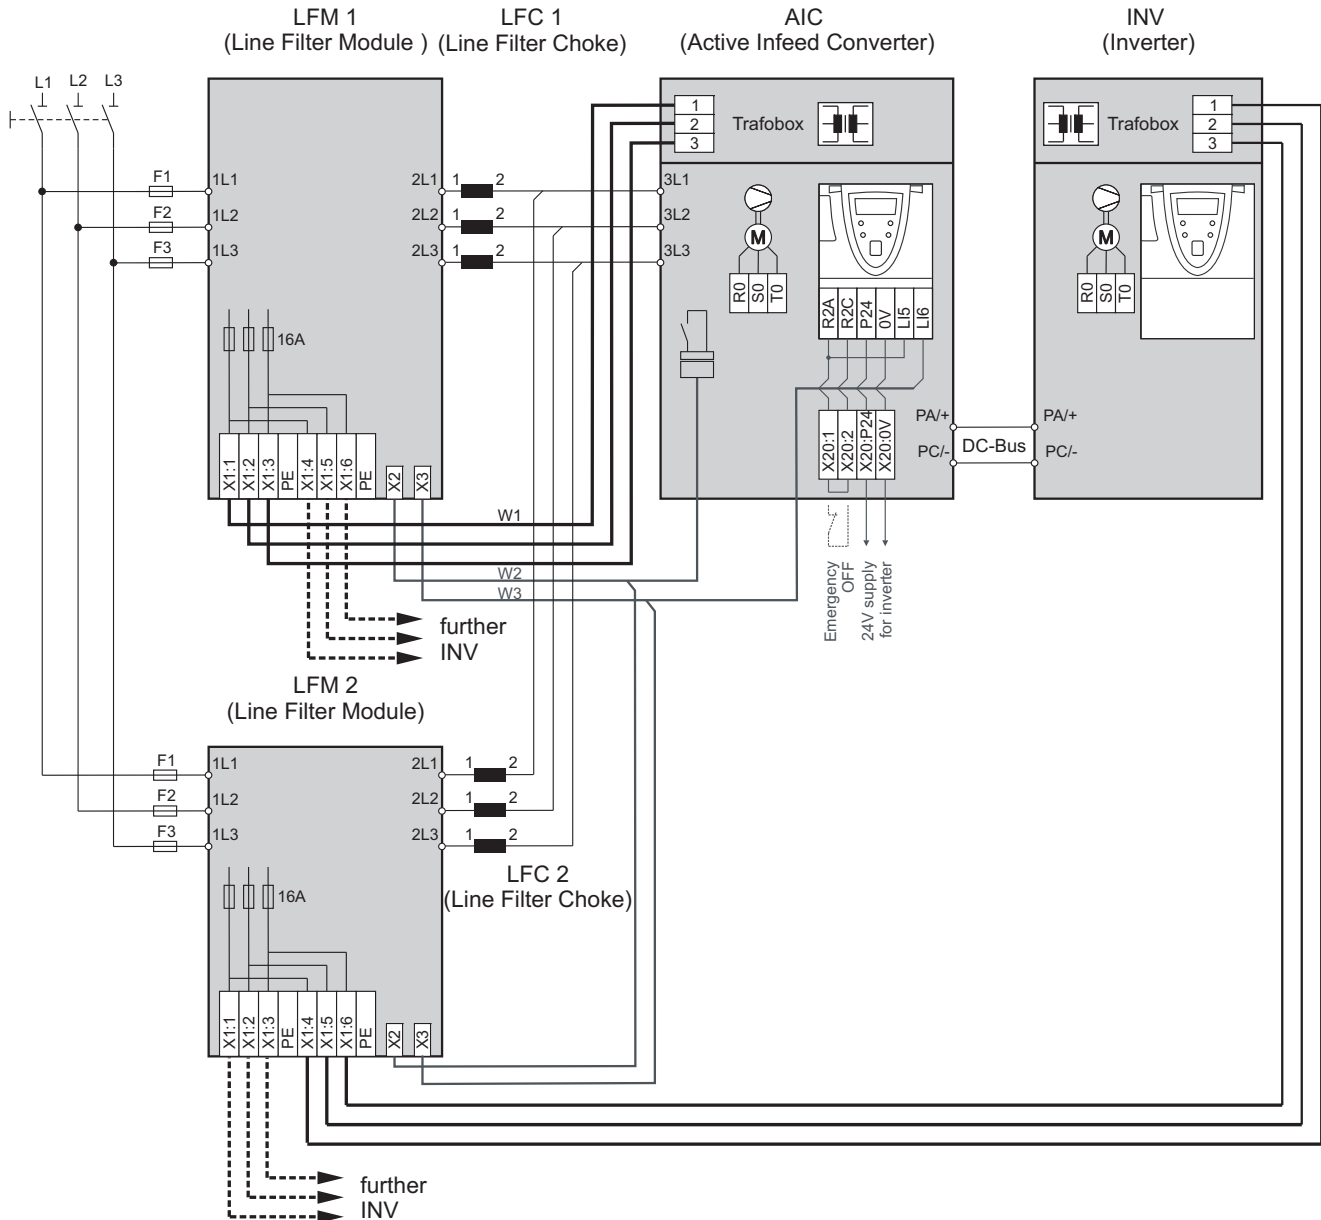 LFM 1
(Line Filter Module )
LFC 1
(Line Filter Choke)
AIC
(Active Infeed Converter)
INV
(Inverter)
L1
L2
L3
F1
1L1
F2
1L2
F3
1L3
2L1
1
2
2L2
1
2
2L3
1
2
16A
X1:1
X1:2
X1:3
PE
X1:4
X1:5
X1:6
PE
X2
X3
1
2
3
Trafobox
3L1
3L2
3L3
M
R0
S0
T0
R2A
R2C
P24
0V
LI5
LI6
X20:1
X20:2
X20:P24
X20:0V
PA/+
PC/-
DC-Bus
PA/+
PC/-
Trafobox
1
2
3
M
R0
S0
T0
W1
W2
W3
Emergency
OFF
24V supply
for inverter
further
INV
LFM 2
(Line Filter Module)
F1
1L1
F2
1L2
F3
1L3
2L1
1
2
2L2
1
2
2L3
1
2
LFC 2
(Line Filter Choke)
16A
X1:1
X1:2
X1:3
PE
X1:4
X1:5
X1:6
PE
X2
X3
further
INV